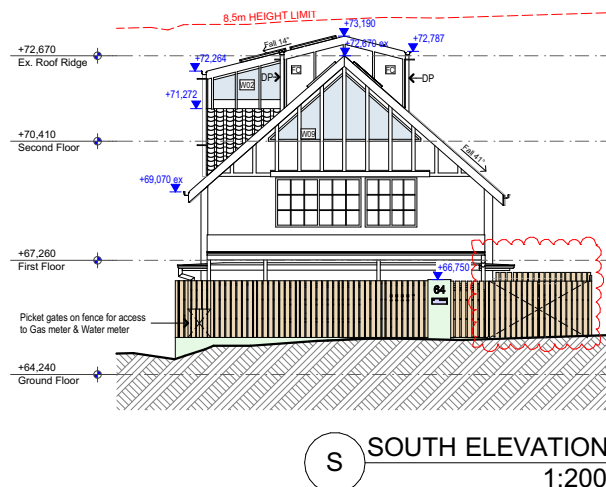 8.5m HEIGHT LIMIT
+73,190
+72,670
Ex. Roof Ridge
Fall 14°
+72,670 ex
+72,787
+72,264
DP
FC
FC
DP
W02
+71,272
+70,410
Second Floor
W09
Fall 41°
+69,070 ex
+67,260
First Floor
+66,750
64
Picket gates on fence for access
to Gas meter & Water meter
+64,240
Ground Floor
S
SOUTH ELEVATION
1:200